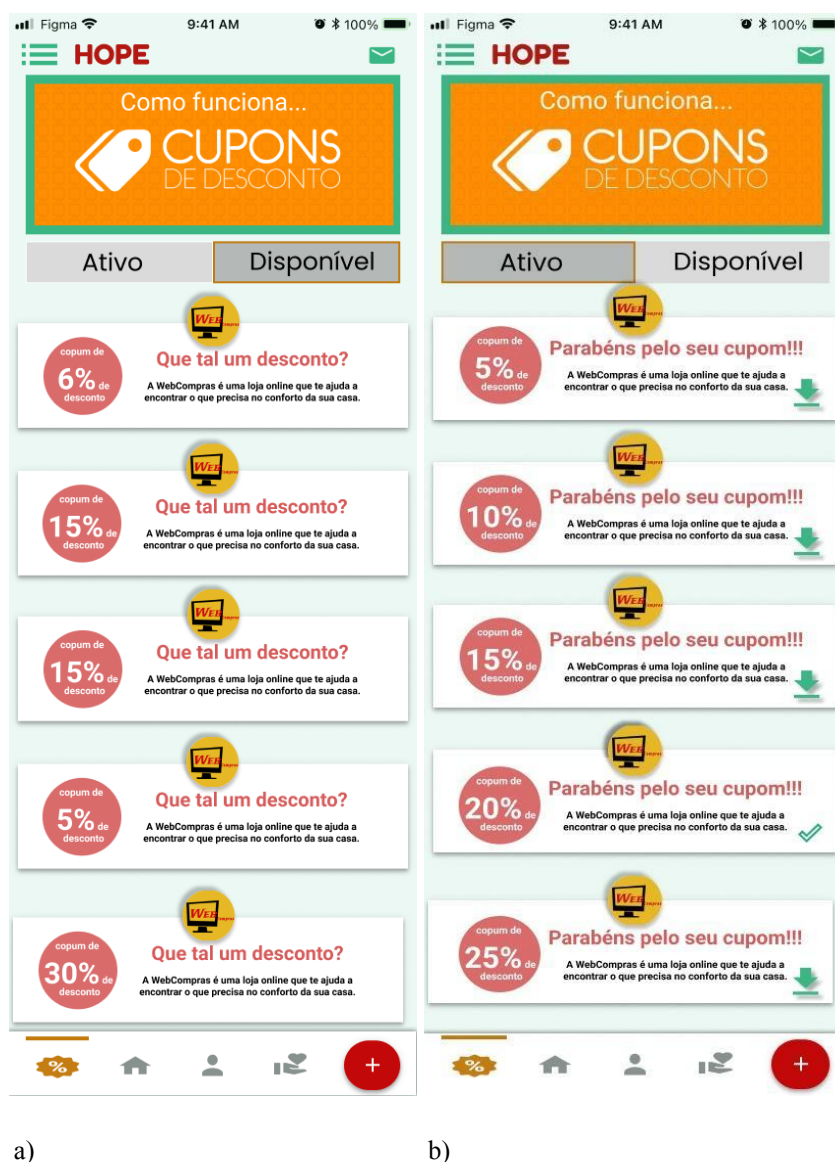 Figma 9:41 AM 100%
HOPE
Como funciona...
CUPONS
DE DESCONTO
Ativo Disponível
WEB compras
copum de
6% de
desconto
Que tal um desconto?
A WebCompras é uma loja online que te ajuda a
encontrar o que precisa no conforto da sua casa.
WEB compras
copum de
15% de
desconto
Que tal um desconto?
A WebCompras é uma loja online que te ajuda a
encontrar o que precisa no conforto da sua casa.
WEB compras
copum de
15% de
desconto
Que tal um desconto?
A WebCompras é uma loja online que te ajuda a
encontrar o que precisa no conforto da sua casa.
WEB compras
copum de
5% de
desconto
Que tal um desconto?
A WebCompras é uma loja online que te ajuda a
encontrar o que precisa no conforto da sua casa.
WEB compras
copum de
30% de
desconto
Que tal um desconto?
A WebCompras é uma loja online que te ajuda a
encontrar o que precisa no conforto da sua casa.
%
+
a)
Figma 9:41 AM 100%
HOPE
Como funciona...
CUPONS
DE DESCONTO
Ativo Disponível
WEB compras
copum de
5% de
desconto
Parabéns pelo seu cupom!!!
A WebCompras é uma loja online que te ajuda a
encontrar o que precisa no conforto da sua casa.
WEB compras
copum de
10% de
desconto
Parabéns pelo seu cupom!!!
A WebCompras é uma loja online que te ajuda a
encontrar o que precisa no conforto da sua casa.
WEB compras
copum de
15% de
desconto
Parabéns pelo seu cupom!!!
A WebCompras é uma loja online que te ajuda a
encontrar o que precisa no conforto da sua casa.
WEB compras
copum de
20% de
desconto
Parabéns pelo seu cupom!!!
A WebCompras é uma loja online que te ajuda a
encontrar o que precisa no conforto da sua casa.
WEB compras
copum de
25% de
desconto
Parabéns pelo seu cupom!!!
A WebCompras é uma loja online que te ajuda a
encontrar o que precisa no conforto da sua casa.
%
+
b)